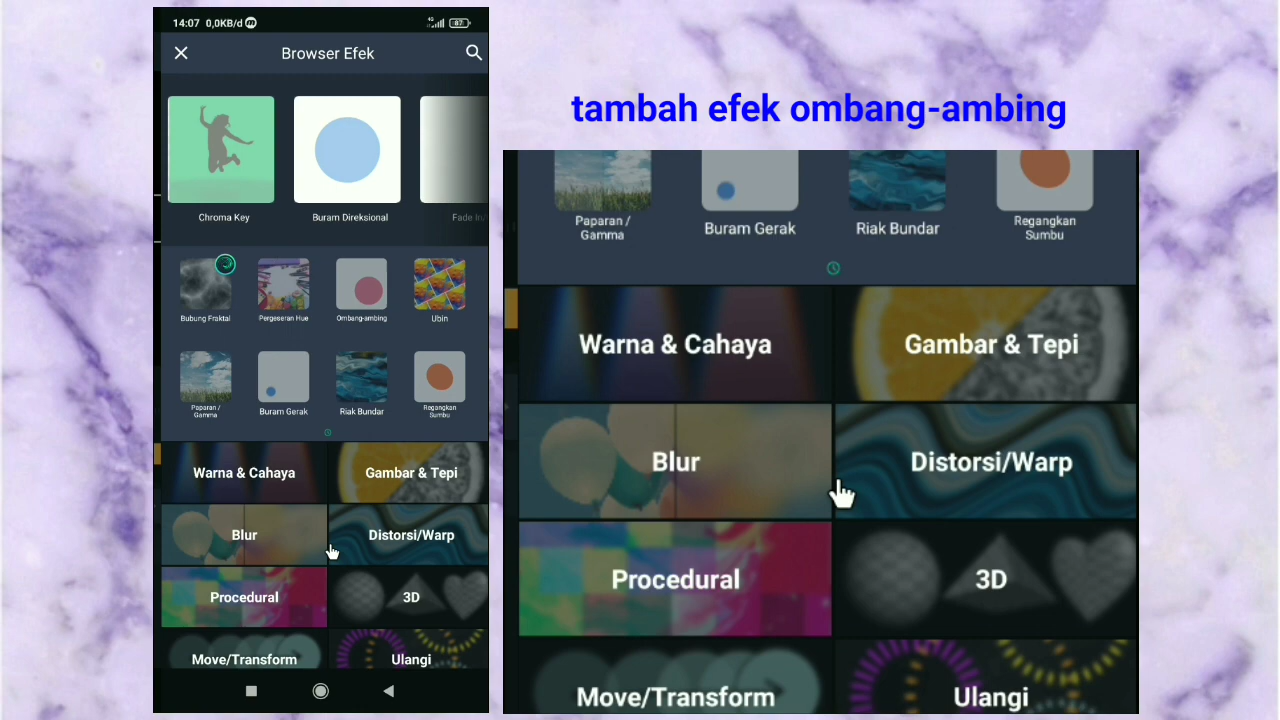 14:07 0,0KB/d
4G
87
Browser Efek
Chroma Key
Buram Direksional
Fade In/
Bubung Fraktal
Pergeseran Hue
Ombang-ambing
Ubin
Paparan /
Gamma
Buram Gerak
Riak Bundar
Regangkan
Sumbu
Warna & Cahaya
Gambar & Tepi
Blur
Distorsi/Warp
Procedural
3D
Move/Transform
Ulangi
tambah efek ombang-ambing
Paparan /
Gamma
Buram Gerak
Riak Bundar
Regangkan
Sumbu
Warna & Cahaya
Gambar & Tepi
Blur
Distorsi/Warp
Procedural
3D
Move/Transform
Ulangi